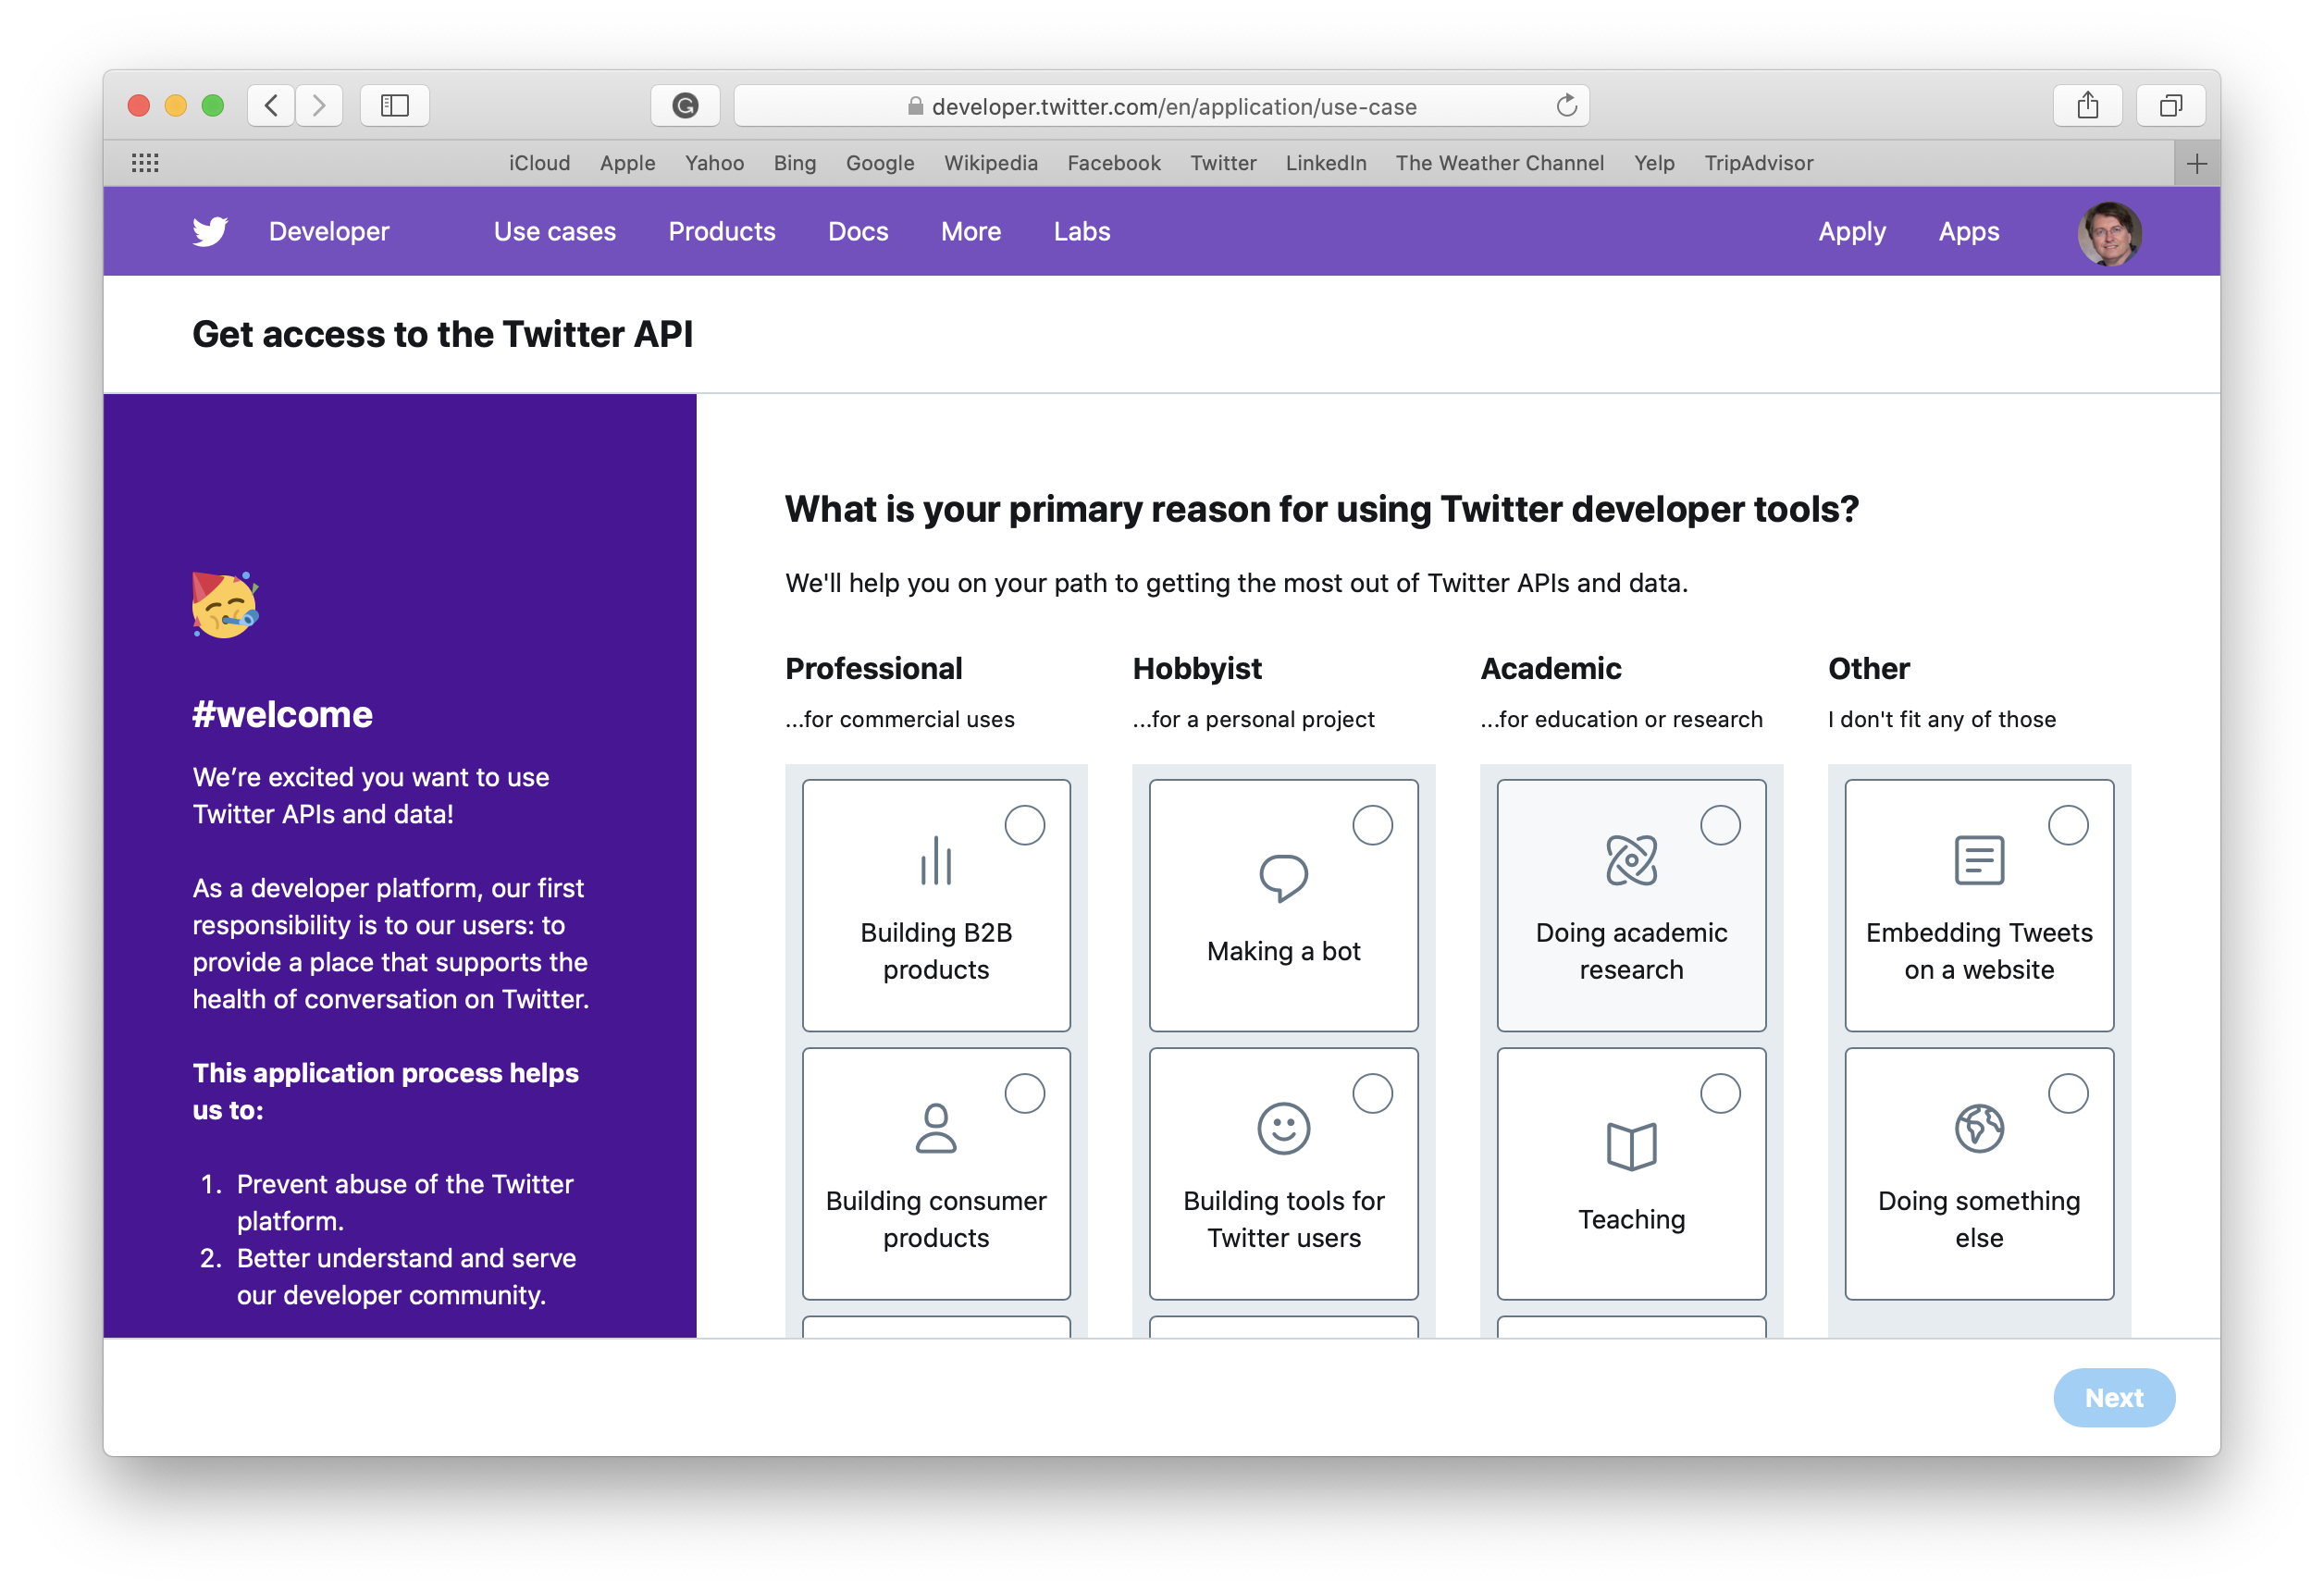 developer.twitter.com/en/application/use-case
iCloud Apple Yahoo Bing Google Wikipedia Facebook Twitter LinkedIn The Weather Channel Yelp TripAdvisor
Developer Use cases Products Docs More Labs Apply Apps
Get access to the Twitter API
#welcome
We’re excited you want to use
Twitter APIs and data!
As a developer platform, our first
responsibility is to our users: to
provide a place that supports the
health of conversation on Twitter.
This application process helps
us to:
1. Prevent abuse of the Twitter
platform.
2. Better understand and serve
our developer community.
What is your primary reason for using Twitter developer tools?
We'll help you on your path to getting the most out of Twitter APIs and data.
Professional
...for commercial uses
Building B2B
products
Building consumer
products
Hobbyist
...for a personal project
Making a bot
Building tools for
Twitter users
Academic
...for education or research
Doing academic
research
Teaching
Other
I don't fit any of those
Embedding Tweets
on a website
Doing something
else
Next